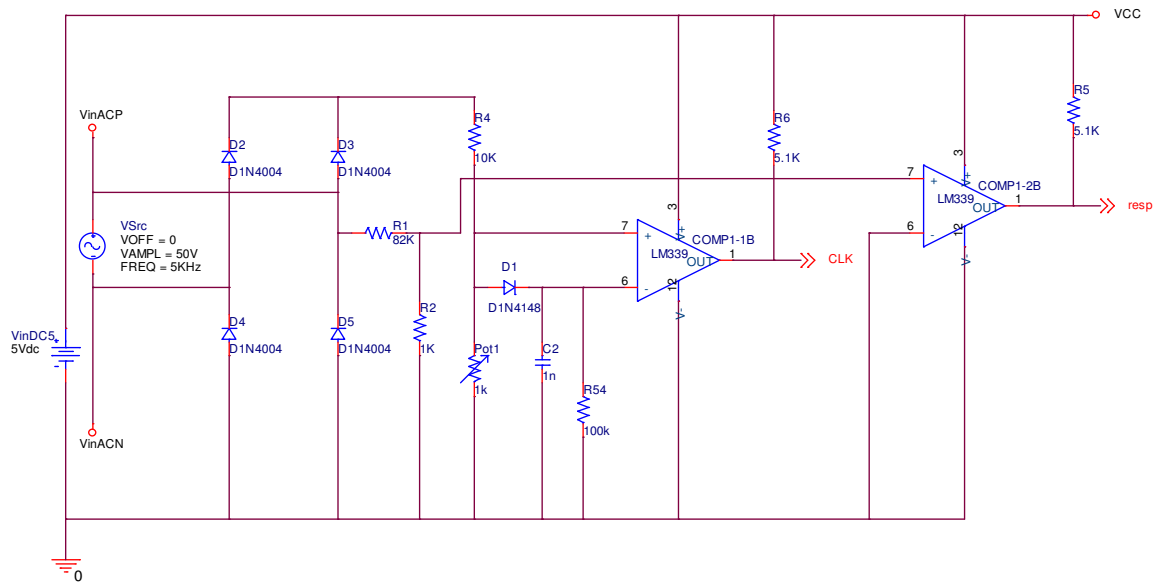 VCC
R4
10K
R6
5.1K
R5
5.1K
VinACP
D2
D1N4004
D3
D1N4004
7
+
6
-
3
V+
COMP1-2B
LM339
OUT
1
12
V-
resp
VSrc
VOFF = 0
VAMPL = 50V
FREQ = 5KHz
R1
82K
7
+
6
-
3
V+
COMP1-1B
LM339
OUT
1
12
V-
CLK
D1
D1N4148
R2
1K
D4
D1N4004
D5
D1N4004
VinDC5
5Vdc
+
-
Pot1
1k
C2
1n
R54
100k
VinACN
0